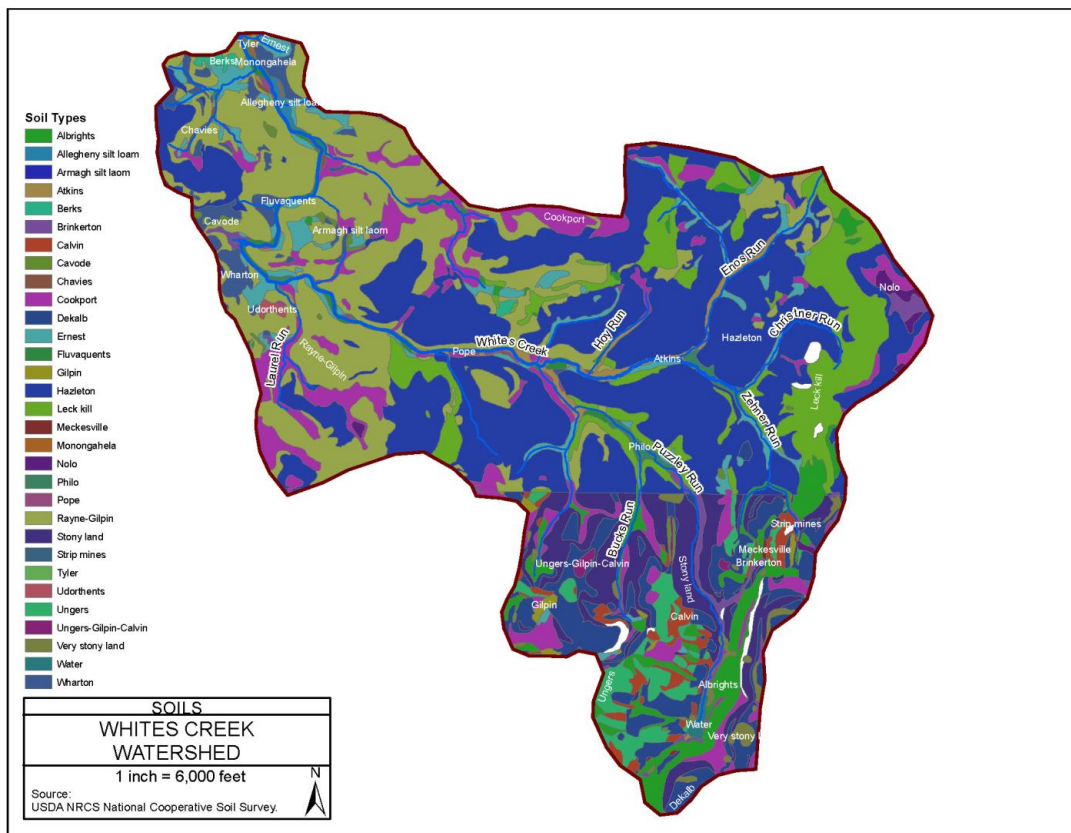 Soil Types
Albrights
Allegheny silt loam
Armagh silt laom
Atkins
Berks
Brinkerton
Calvin
Cavode
Chavies
Cookport
Dekalb
Ernest
Fluvaquents
Gilpin
Hazleton
Leck kill
Meckesville
Monongahela
Nolo
Philo
Pope
Rayne-Gilpin
Stony land
Strip mines
Tyler
Udorthents
Ungers
Ungers-Gilpin-Calvin
Very stony land
Water
Wharton
SOILS
WHITES CREEK
WATERSHED
1 inch = 6,000 feet
Source:
USDA NRCS National Cooperative Soil Survey.
N
Tyler
Ernest
Berks
Monongahela
Allegheny silt loam
Chavies
Fluvaquents
Cavode
Armagh silt laom
Cookport
Wharton
Enos Run
Nolo
Udorthents
Laurel Run
Rayne-Gilpin
Whites Creek
Hoy Run
Pope
Atkins
Hazleton
Christner Run
Leck kill
Zehner Run
Philo
Puzzley Run
Bucks Run
Strip mines
Meckesville
Brinkerton
Ungers-Gilpin-Calvin
Stony land
Gilpin
Calvin
Ungers
Albrights
Water
Very stony l
Dekalb